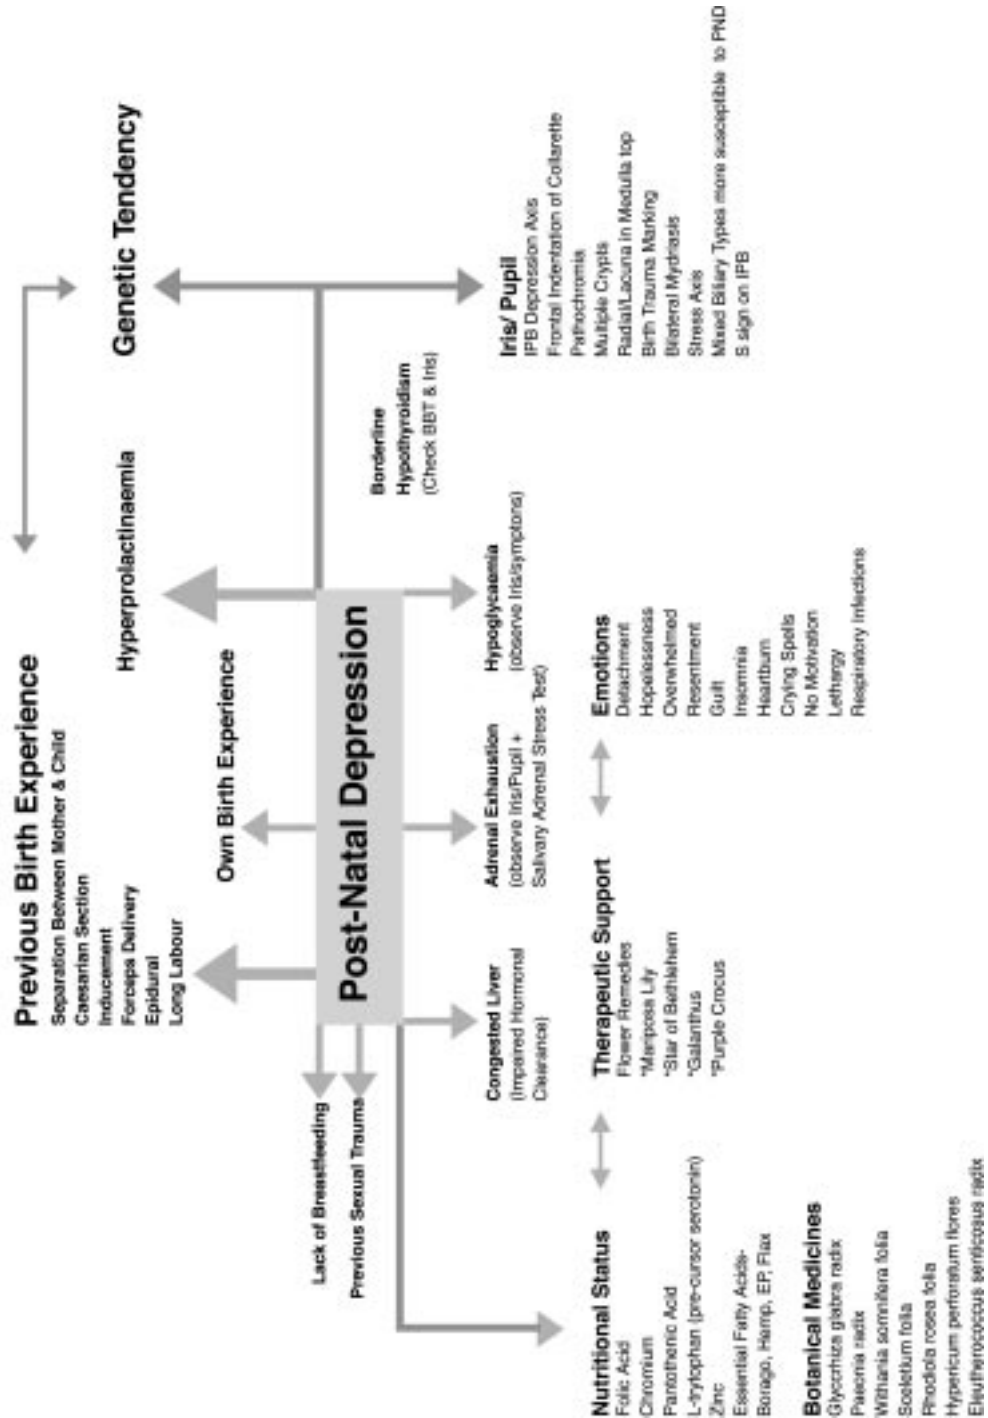 Previous Birth Experience
Separation Between Mother & Child
Caesarian Section
Inducement
Forceps Delivery
Epidural
Long Labour
Genetic Tendency
Hyperprolactinaemia
Own Birth Experience
Lack of Breastfeeding
Previous Sexual Trauma
Post-Natal Depression
Borderline
Hypothyroidism
(Check BBT & Iris)
Congested Liver
(Impaired Hormonal
Clearance)
Adrenal Exhaustion
(observe Iris/Pupil +
Salivary Adrenal Stress Test)
Hypoglycaemia
(observe Iris/symptons)
Iris/ Pupil
IPB Depression Axis
Frontal Indentation of Collarette
Pathochromia
Multiple Crypts
Radial/Lacuna in Medulla top
Birth Trauma Marking
Bilateral Mydriasis
Stress Axis
Mixed Biliary Types more susceptible to PND
S sign on IPB
Nutritional Status
Folic Acid
Chromium
Pantothenic Acid
L-trytophan (pre-cursor serotonin)
Zinc
Essential Fatty Acids-
Borago, Hemp, EP, Flax
Therapeutic Support
Flower Remedies
*Mariposa Lily
*Star of Bethlehem
*Galanthus
*Purple Crocus
Emotions
Detachment
Hopelessness
Overwhelmed
Resentment
Guilt
Insomnia
Heartburn
Crying Spells
No Motivation
Lethargy
Respiratory Infections
Botanical Medicines
Glycorrhiza glabra radix
Paeonia radix
Withania somnifera folia
Sceletium folia
Rhodiola rosea folia
Hypericum perforatum flores
Eleutherococcus senticosus radix